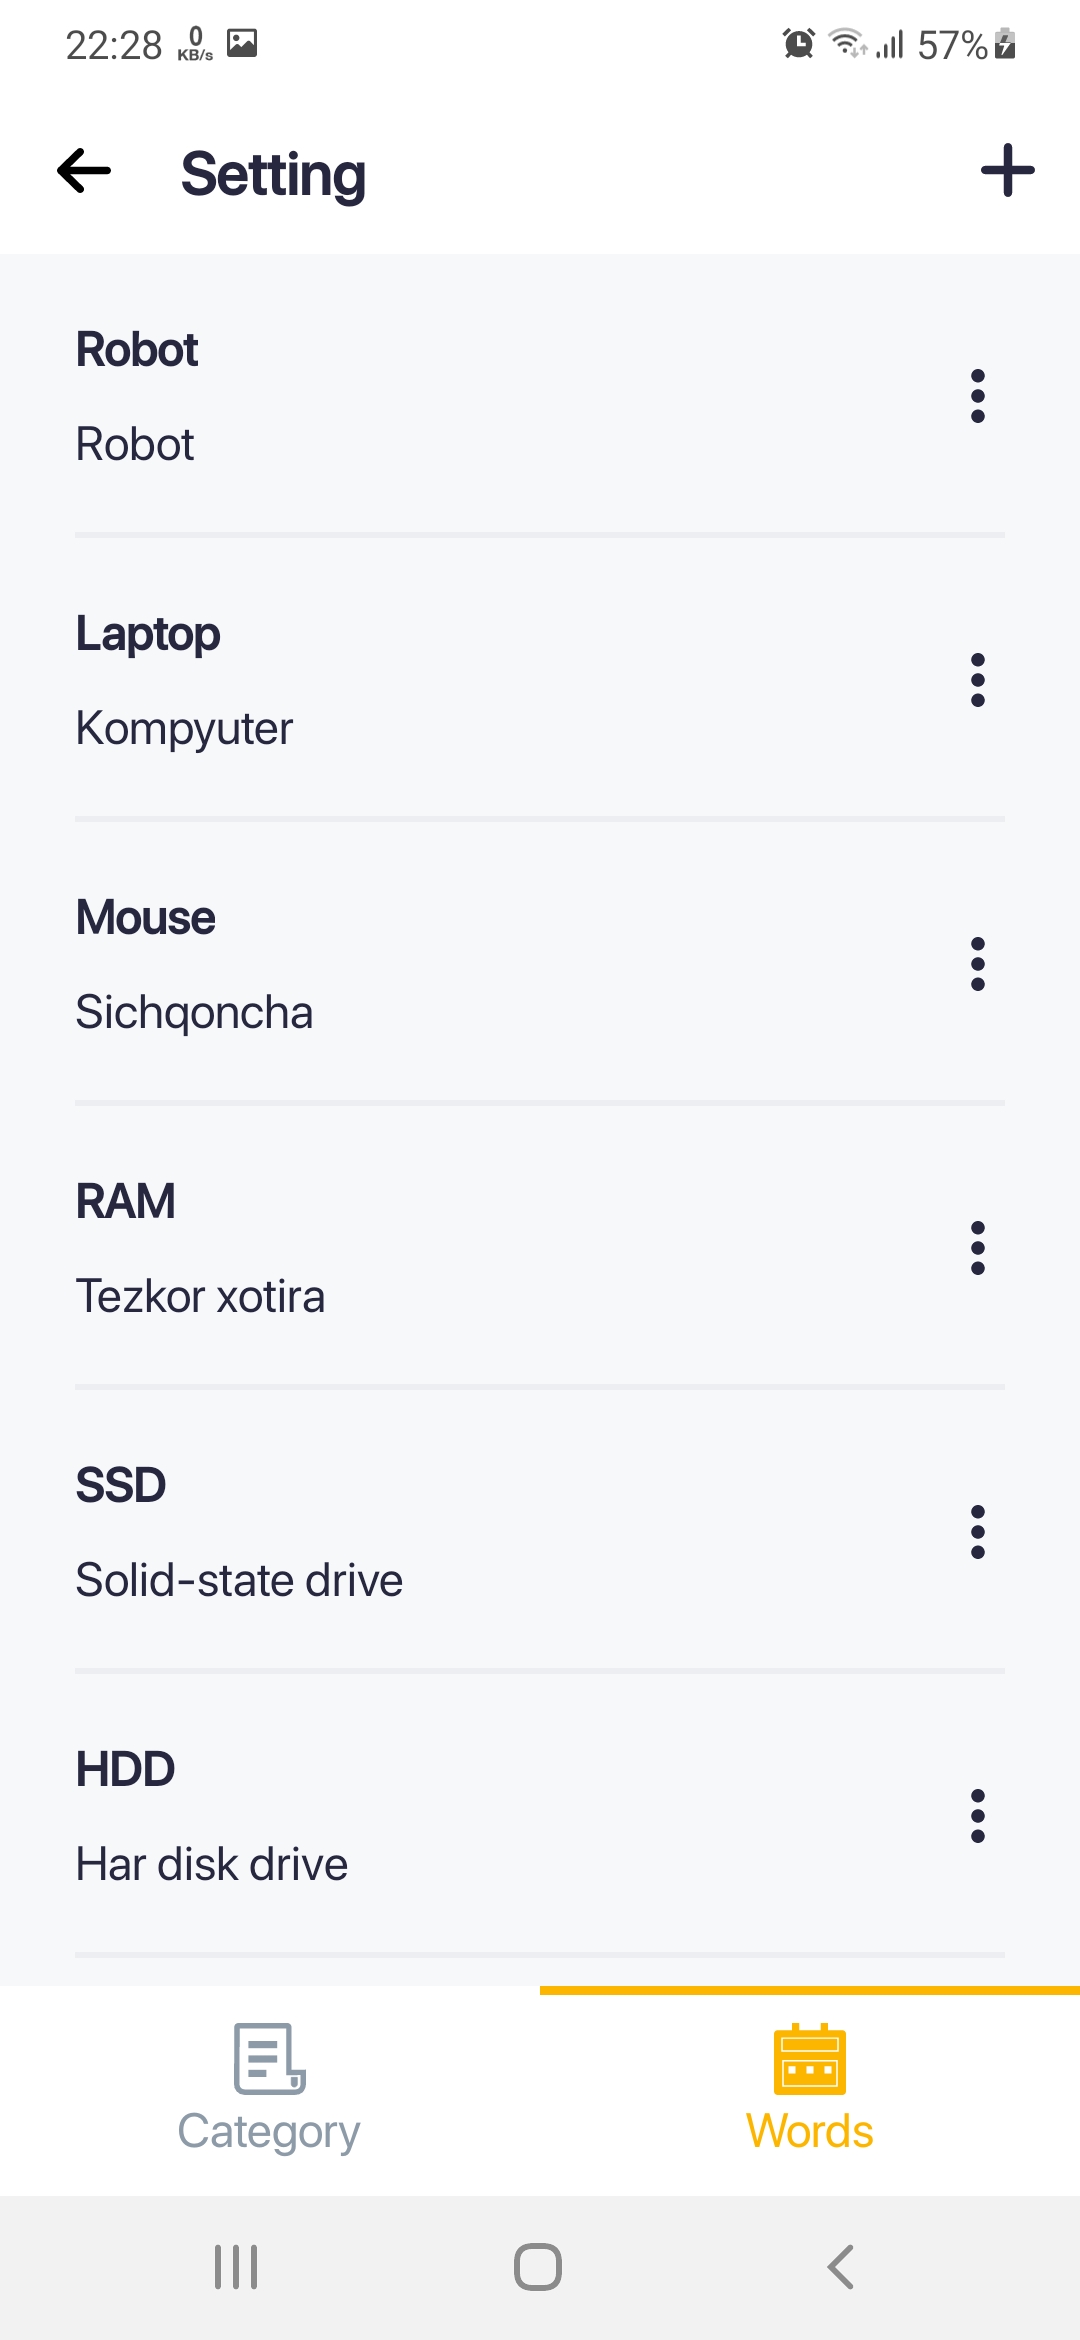 22:28 0 KB/s 57%
Setting
Robot
Robot
Laptop
Kompyuter
Mouse
Sichqoncha
RAM
Tezkor xotira
SSD
Solid-state drive
HDD
Har disk drive
Category Words